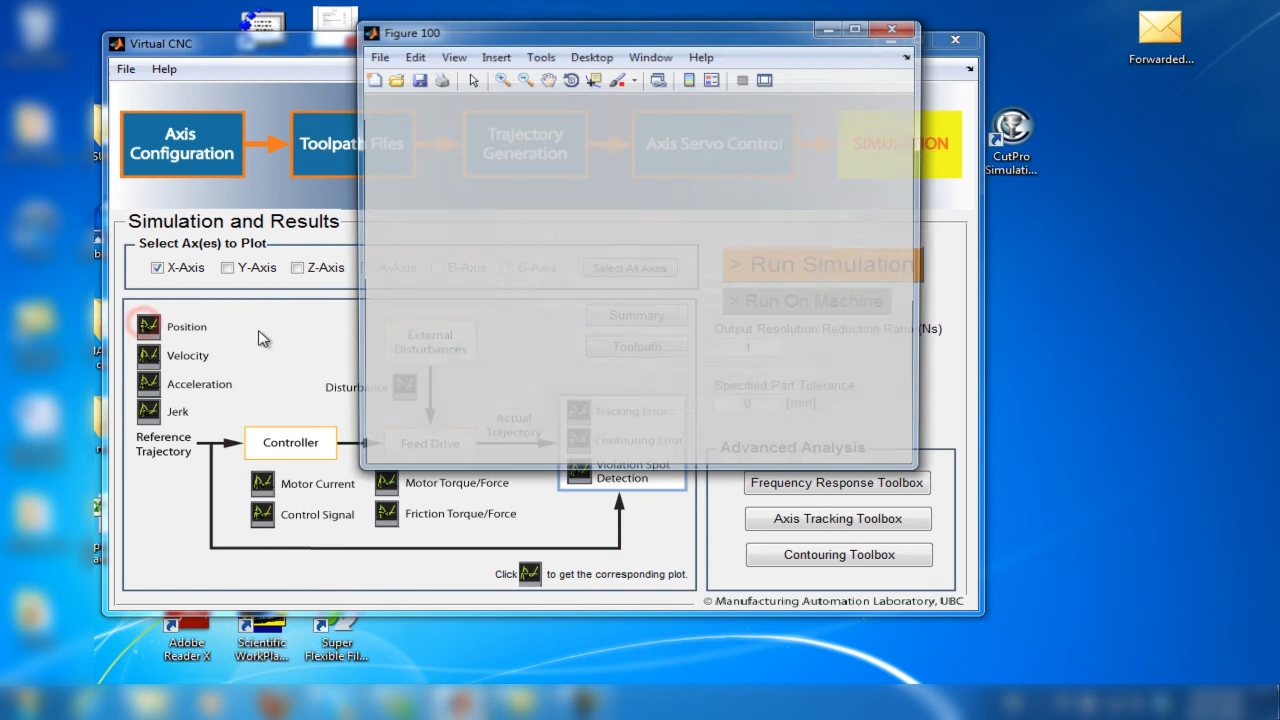 Virtual CNC
Figure 100
File Help
File Edit View Insert Tools Desktop Window Help
Axis
Configuration
Toolpath Files
Trajectory
Generation
Axis Servo Control
SIMULATION
Simulation and Results
Select Ax(es) to Plot
X-Axis Y-Axis Z-Axis A-Axis B-Axis C-Axis Select All Axes
Position
Velocity
Acceleration
Jerk
Reference
Trajectory
Controller
External
Disturbances
Disturbance
Feed Drive
Actual
Trajectory
Summary
Toolpath
Tracking Error
Contouring Error
Violation Spot
Detection
Motor Current
Control Signal
Motor Torque/Force
Friction Torque/Force
Click to get the corresponding plot.
> Run Simulation
> Run On Machine
Output Resolution Reduction Ratio (Ns)
1
Specified Part Tolerance
0 [mm]
Advanced Analysis
Frequency Response Toolbox
Axis Tracking Toolbox
Contouring Toolbox
© Manufacturing Automation Laboratory, UBC
Forwarded...
CutPro
Simulati...
Adobe
Reader X
Scientific
WorkPla...
Super
Flexible Fil...